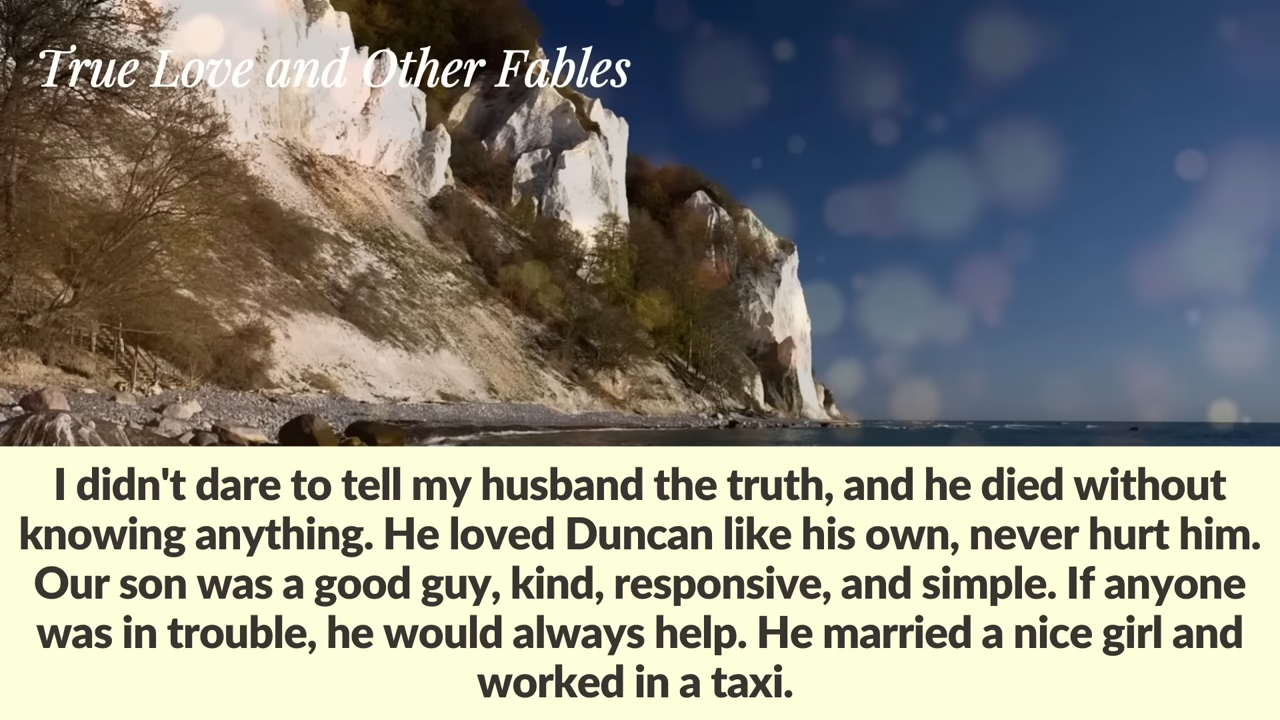 True Love and Other Fables
I didn't dare to tell my husband the truth, and he died without
knowing anything. He loved Duncan like his own, never hurt him.
Our son was a good guy, kind, responsive, and simple. If anyone
was in trouble, he would always help. He married a nice girl and
worked in a taxi.